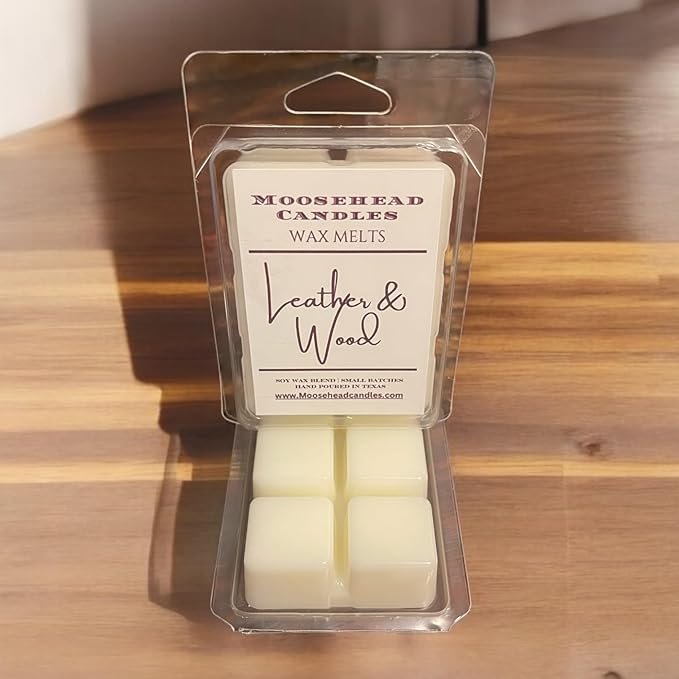 Moosehead
Candles
WAX MELTS
Leather &
Wood
SOY WAX BLEND | SMALL BATCHES
HAND POURED IN TEXAS
www.Mooseheadcandles.com